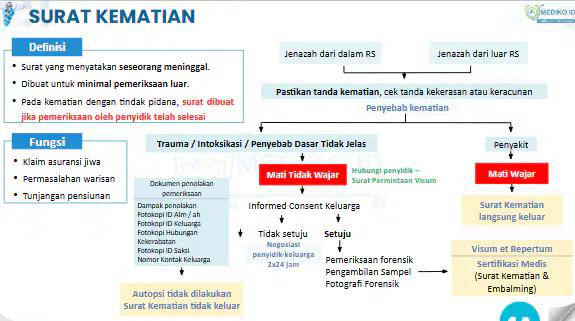 SURAT KEMATIAN
MEDIKO.ID
Definisi
• Surat yang menyatakan seseorang meninggal.
• Dibuat untuk minimal pemeriksaan luar.
• Pada kematian dengan tindak pidana, surat dibuat
jika pemeriksaan oleh penyidik telah selesai
Fungsi
• Klaim asuransi jiwa
• Permasalahan warisan
• Tunjangan pensiunan
Jenazah dari dalam RS
Jenazah dari luar RS
Pastikan tanda kematian, cek tanda kekerasan atau keracunan
Penyebab kematian
Trauma / Intoksikasi / Penyebab Dasar Tidak Jelas
Penyakit
Mati Tidak Wajar
Hubungi penyidik –
Surat Permintaan Visum
Mati Wajar
Surat Kematian
langsung keluar
Dokumen penolakan
pemeriksaan
Dampak penolakan
Fotokopi ID Alm / ah
Fotokopi ID Keluarga
Fotokopi Hubungan
Kekerabatan
Fotokopi ID Saksi
Nomor Kontak Keluarga
Informed Consent Keluarga
Tidak setuju
Negosiasi
penyidik-keluarga
2x24 jam
Setuju
Pemeriksaan forensik
Pengambilan Sampel
Fotografi Forensik
Visum et Repertum
Sertifikasi Medis
(Surat Kematian &
Embalming)
Autopsi tidak dilakukan
Surat Kematian tidak keluar